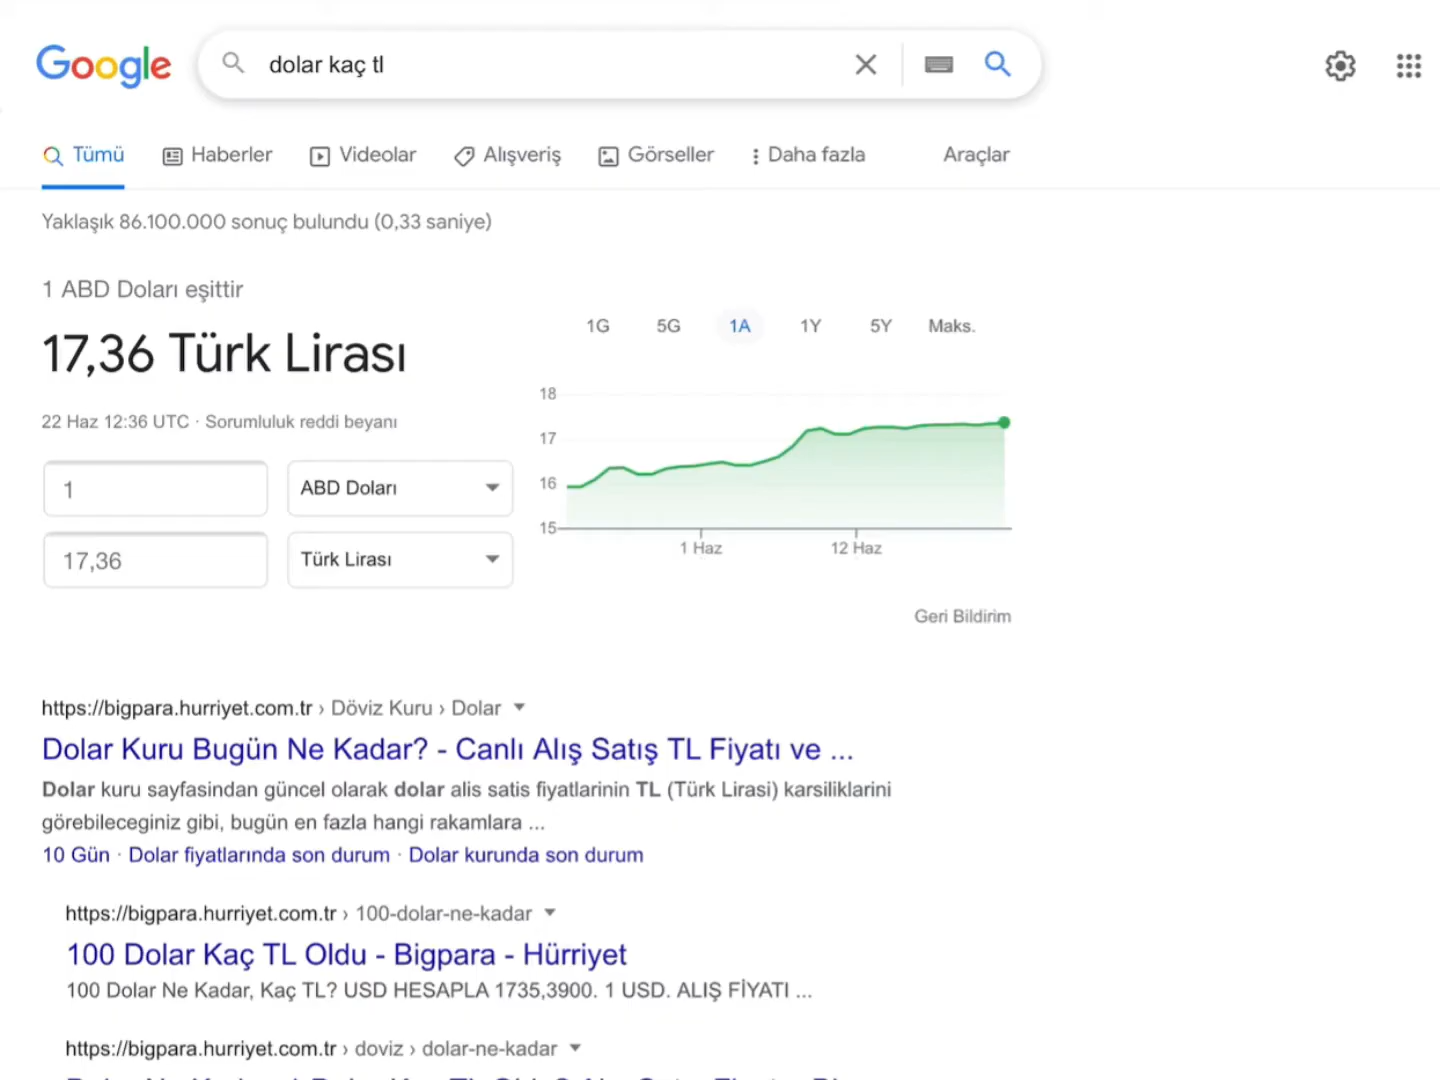 Google
dolar kaç tl
Tümü Haberler Videolar Alışveriş Görseller Daha fazla Araçlar
Yaklaşık 86.100.000 sonuç bulundu (0,33 saniye)
1 ABD Doları eşittir
17,36 Türk Lirası
22 Haz 12:36 UTC · Sorumluluk reddi beyanı
1 ABD Doları
17,36 Türk Lirası
1G 5G 1A 1Y 5Y Maks.
18
17
16
15
1 Haz 12 Haz
Geri Bildirim
https://bigpara.hurriyet.com.tr › Döviz Kuru › Dolar
Dolar Kuru Bugün Ne Kadar? - Canlı Alış Satış TL Fiyatı ve ...
Dolar kuru sayfasindan güncel olarak dolar alis satis fiyatlarinin TL (Türk Lirasi) karsiliklarini
görebileceginiz gibi, bugün en fazla hangi rakamlara ...
10 Gün · Dolar fiyatlarında son durum · Dolar kurunda son durum
https://bigpara.hurriyet.com.tr › 100-dolar-ne-kadar
100 Dolar Kaç TL Oldu - Bigpara - Hürriyet
100 Dolar Ne Kadar, Kaç TL? USD HESAPLA 1735,3900. 1 USD. ALIŞ FİYATI ...
https://bigpara.hurriyet.com.tr › doviz › dolar-ne-kadar